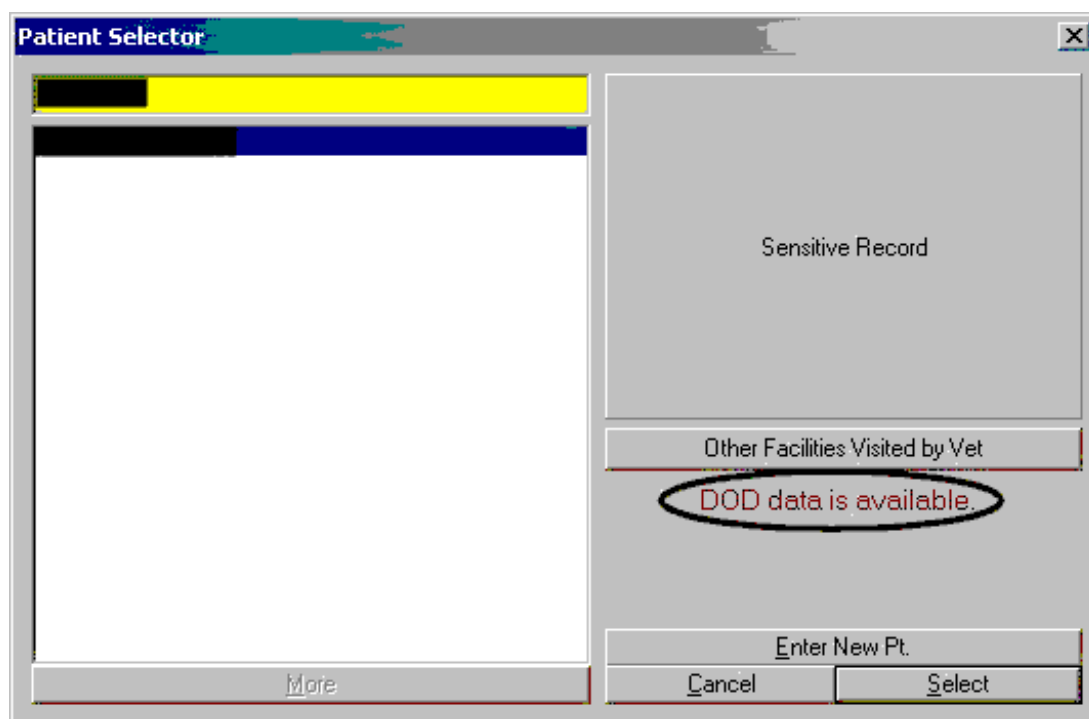 Patient Selector
Sensitive Record
Other Facilities Visited by Vet
DOD data is available.
Enter New Pt.
More
Cancel
Select